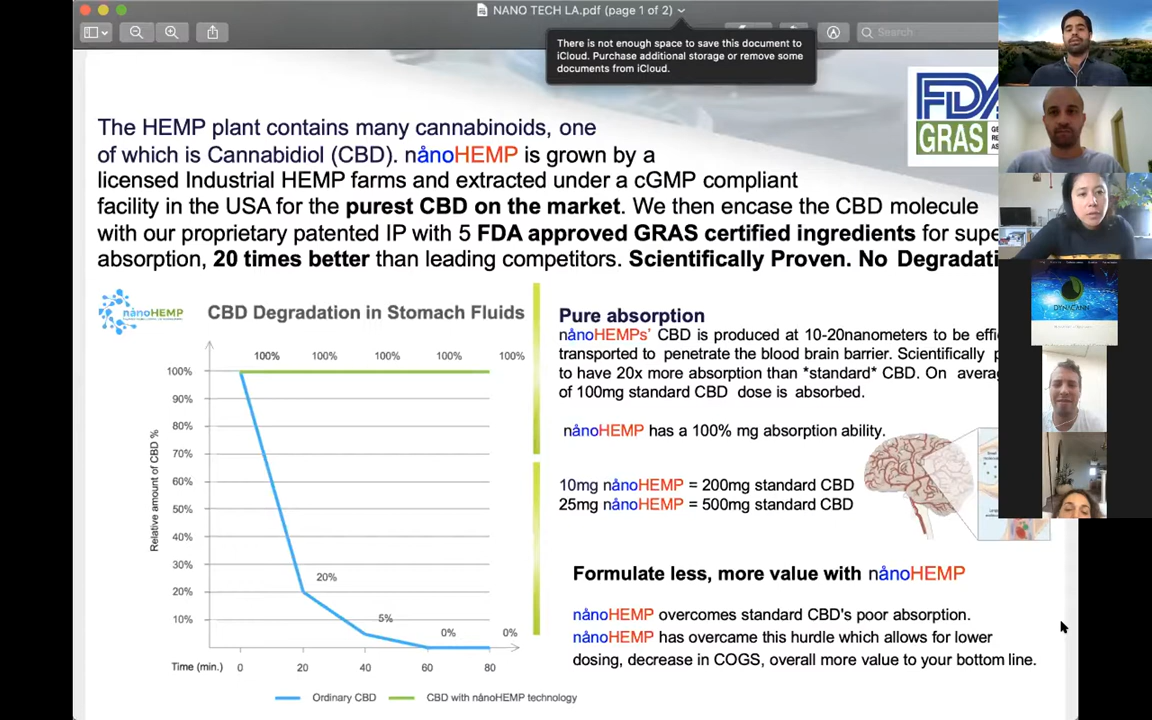 NANO TECH LA.pdf (page 1 of 2)
Search
There is not enough space to save this document to
iCloud. Purchase additional storage or remove some
documents from iCloud.
FDA
GRAS
The HEMP plant contains many cannabinoids, one
of which is Cannabidiol (CBD). nånoHEMP is grown by a
licensed Industrial HEMP farms and extracted under a cGMP compliant
facility in the USA for the purest CBD on the market. We then encase the CBD molecule
with our proprietary patented IP with 5 FDA approved GRAS certified ingredients for supe
absorption, 20 times better than leading competitors. Scientifically Proven. No Degradati
nånoHEMP
CBD Degradation in Stomach Fluids
100% 100% 100% 100% 100%
100%
90%
80%
70%
60%
50%
40%
30%
20%
10%
Relative amount of CBD %
20%
5%
0%
0%
Time (min.) 0 20 40 60 80
Ordinary CBD
CBD with nånoHEMP technology
Pure absorption
nånoHEMPs' CBD is produced at 10-20nanometers to be effi
transported to penetrate the blood brain barrier. Scientifically p
to have 20x more absorption than *standard* CBD. On avera
of 100mg standard CBD dose is absorbed.
nånoHEMP has a 100% mg absorption ability.
10mg nånoHEMP = 200mg standard CBD
25mg nånoHEMP = 500mg standard CBD
Formulate less, more value with nånoHEMP
nånoHEMP overcomes standard CBD's poor absorption.
nånoHEMP has overcame this hurdle which allows for lower
dosing, decrease in COGS, overall more value to your bottom line.
DYNACANN